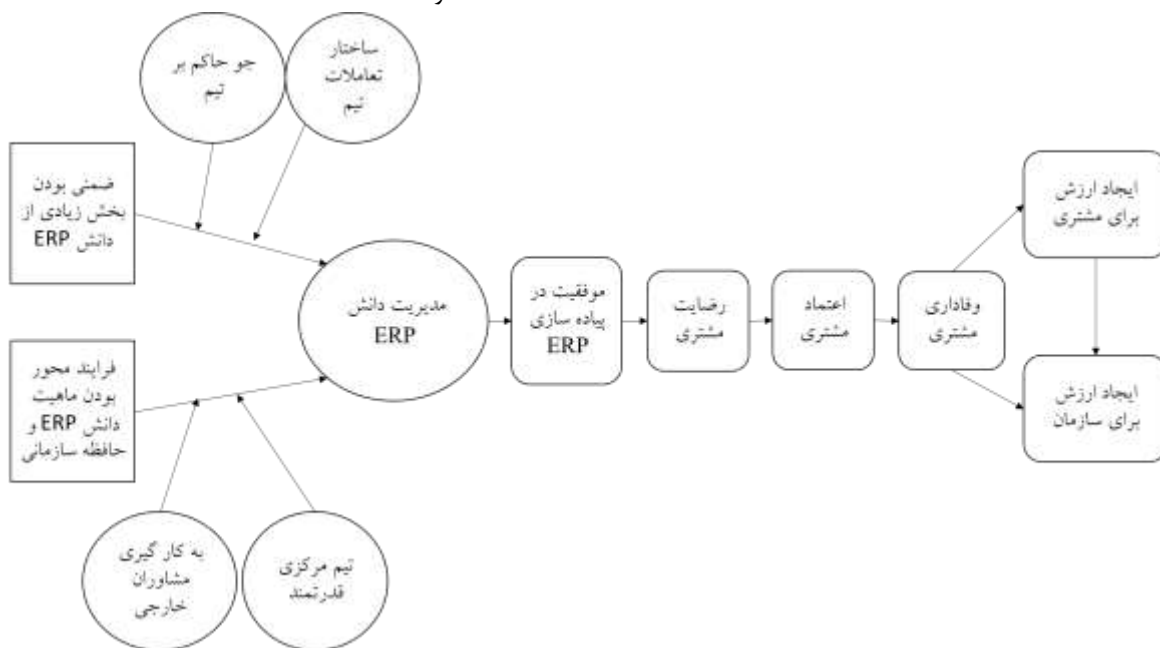 جو حاکم بر
تیم
ساختار
تعاملات
تیم
ضمنی بودن
بخش زیادی از
دانش ERP
ایجاد ارزش
برای مشتری
مدیریت دانش
ERP
موفقیت در
پیاده سازی
ERP
رضایت
مشتری
اعتماد
مشتری
وفاداری
مشتری
فرایند محور
بودن ماهیت
دانش ERP و
حافظه سازمانی
ایجاد ارزش
برای سازمان
به کار گیری
مشاوران
خارجی
تیم مرکزی
قدرتمند